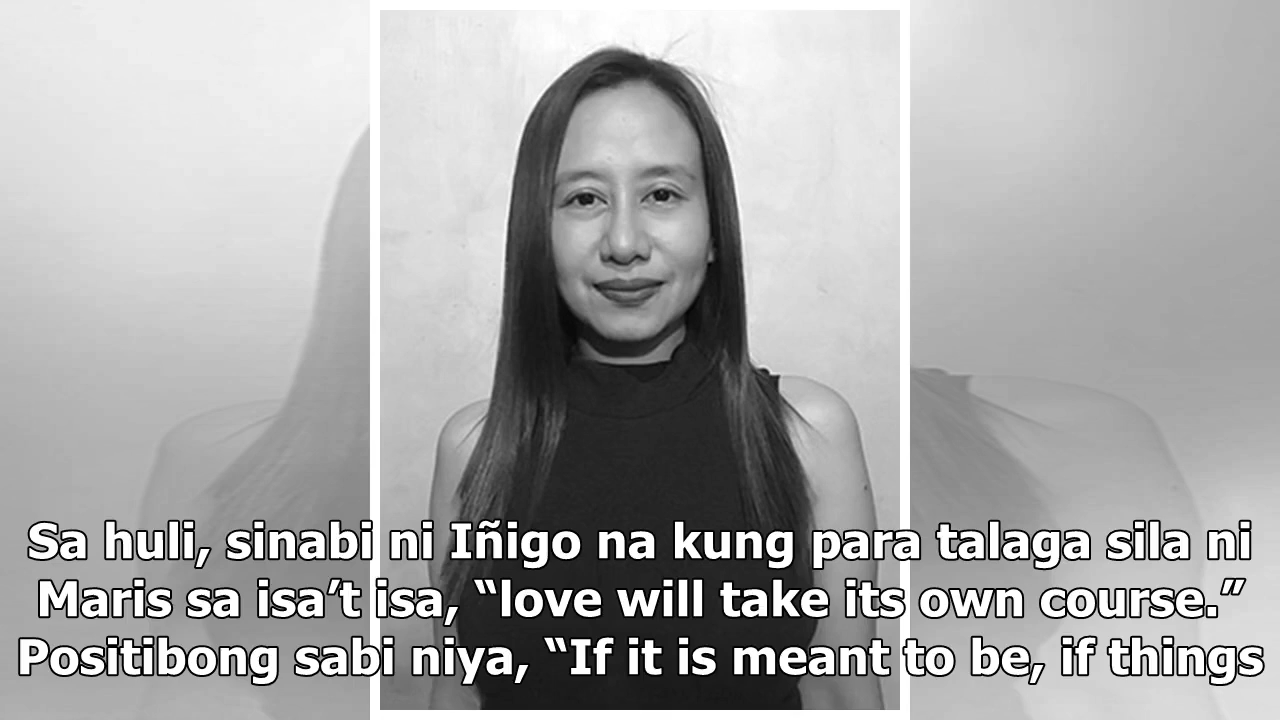 Sa huli, sinabi ni Iñigo na kung para talaga sila ni
Maris sa isa’t isa, “love will take its own course.”
Positibong sabi niya, “If it is meant to be, if things